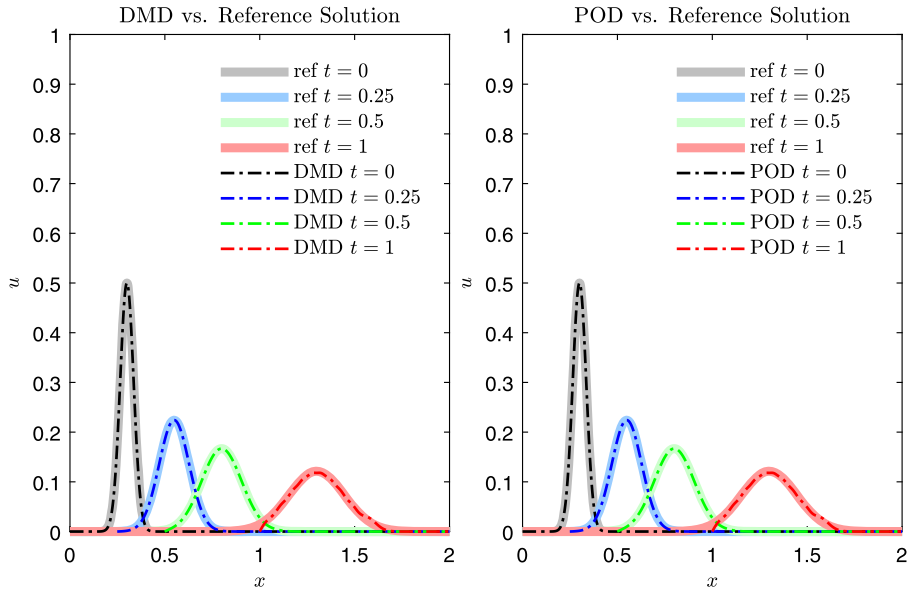 DMD vs. Reference Solution
1
0.9
0.8
0.7
0.6
0.5
0.4
0.3
0.2
0.1
0
u
ref t = 0
ref t = 0.25
ref t = 0.5
ref t = 1
DMD t = 0
DMD t = 0.25
DMD t = 0.5
DMD t = 1
0 0.5 1 1.5 2
x
POD vs. Reference Solution
1
0.9
0.8
0.7
0.6
0.5
0.4
0.3
0.2
0.1
0
u
ref t = 0
ref t = 0.25
ref t = 0.5
ref t = 1
POD t = 0
POD t = 0.25
POD t = 0.5
POD t = 1
0 0.5 1 1.5 2
x